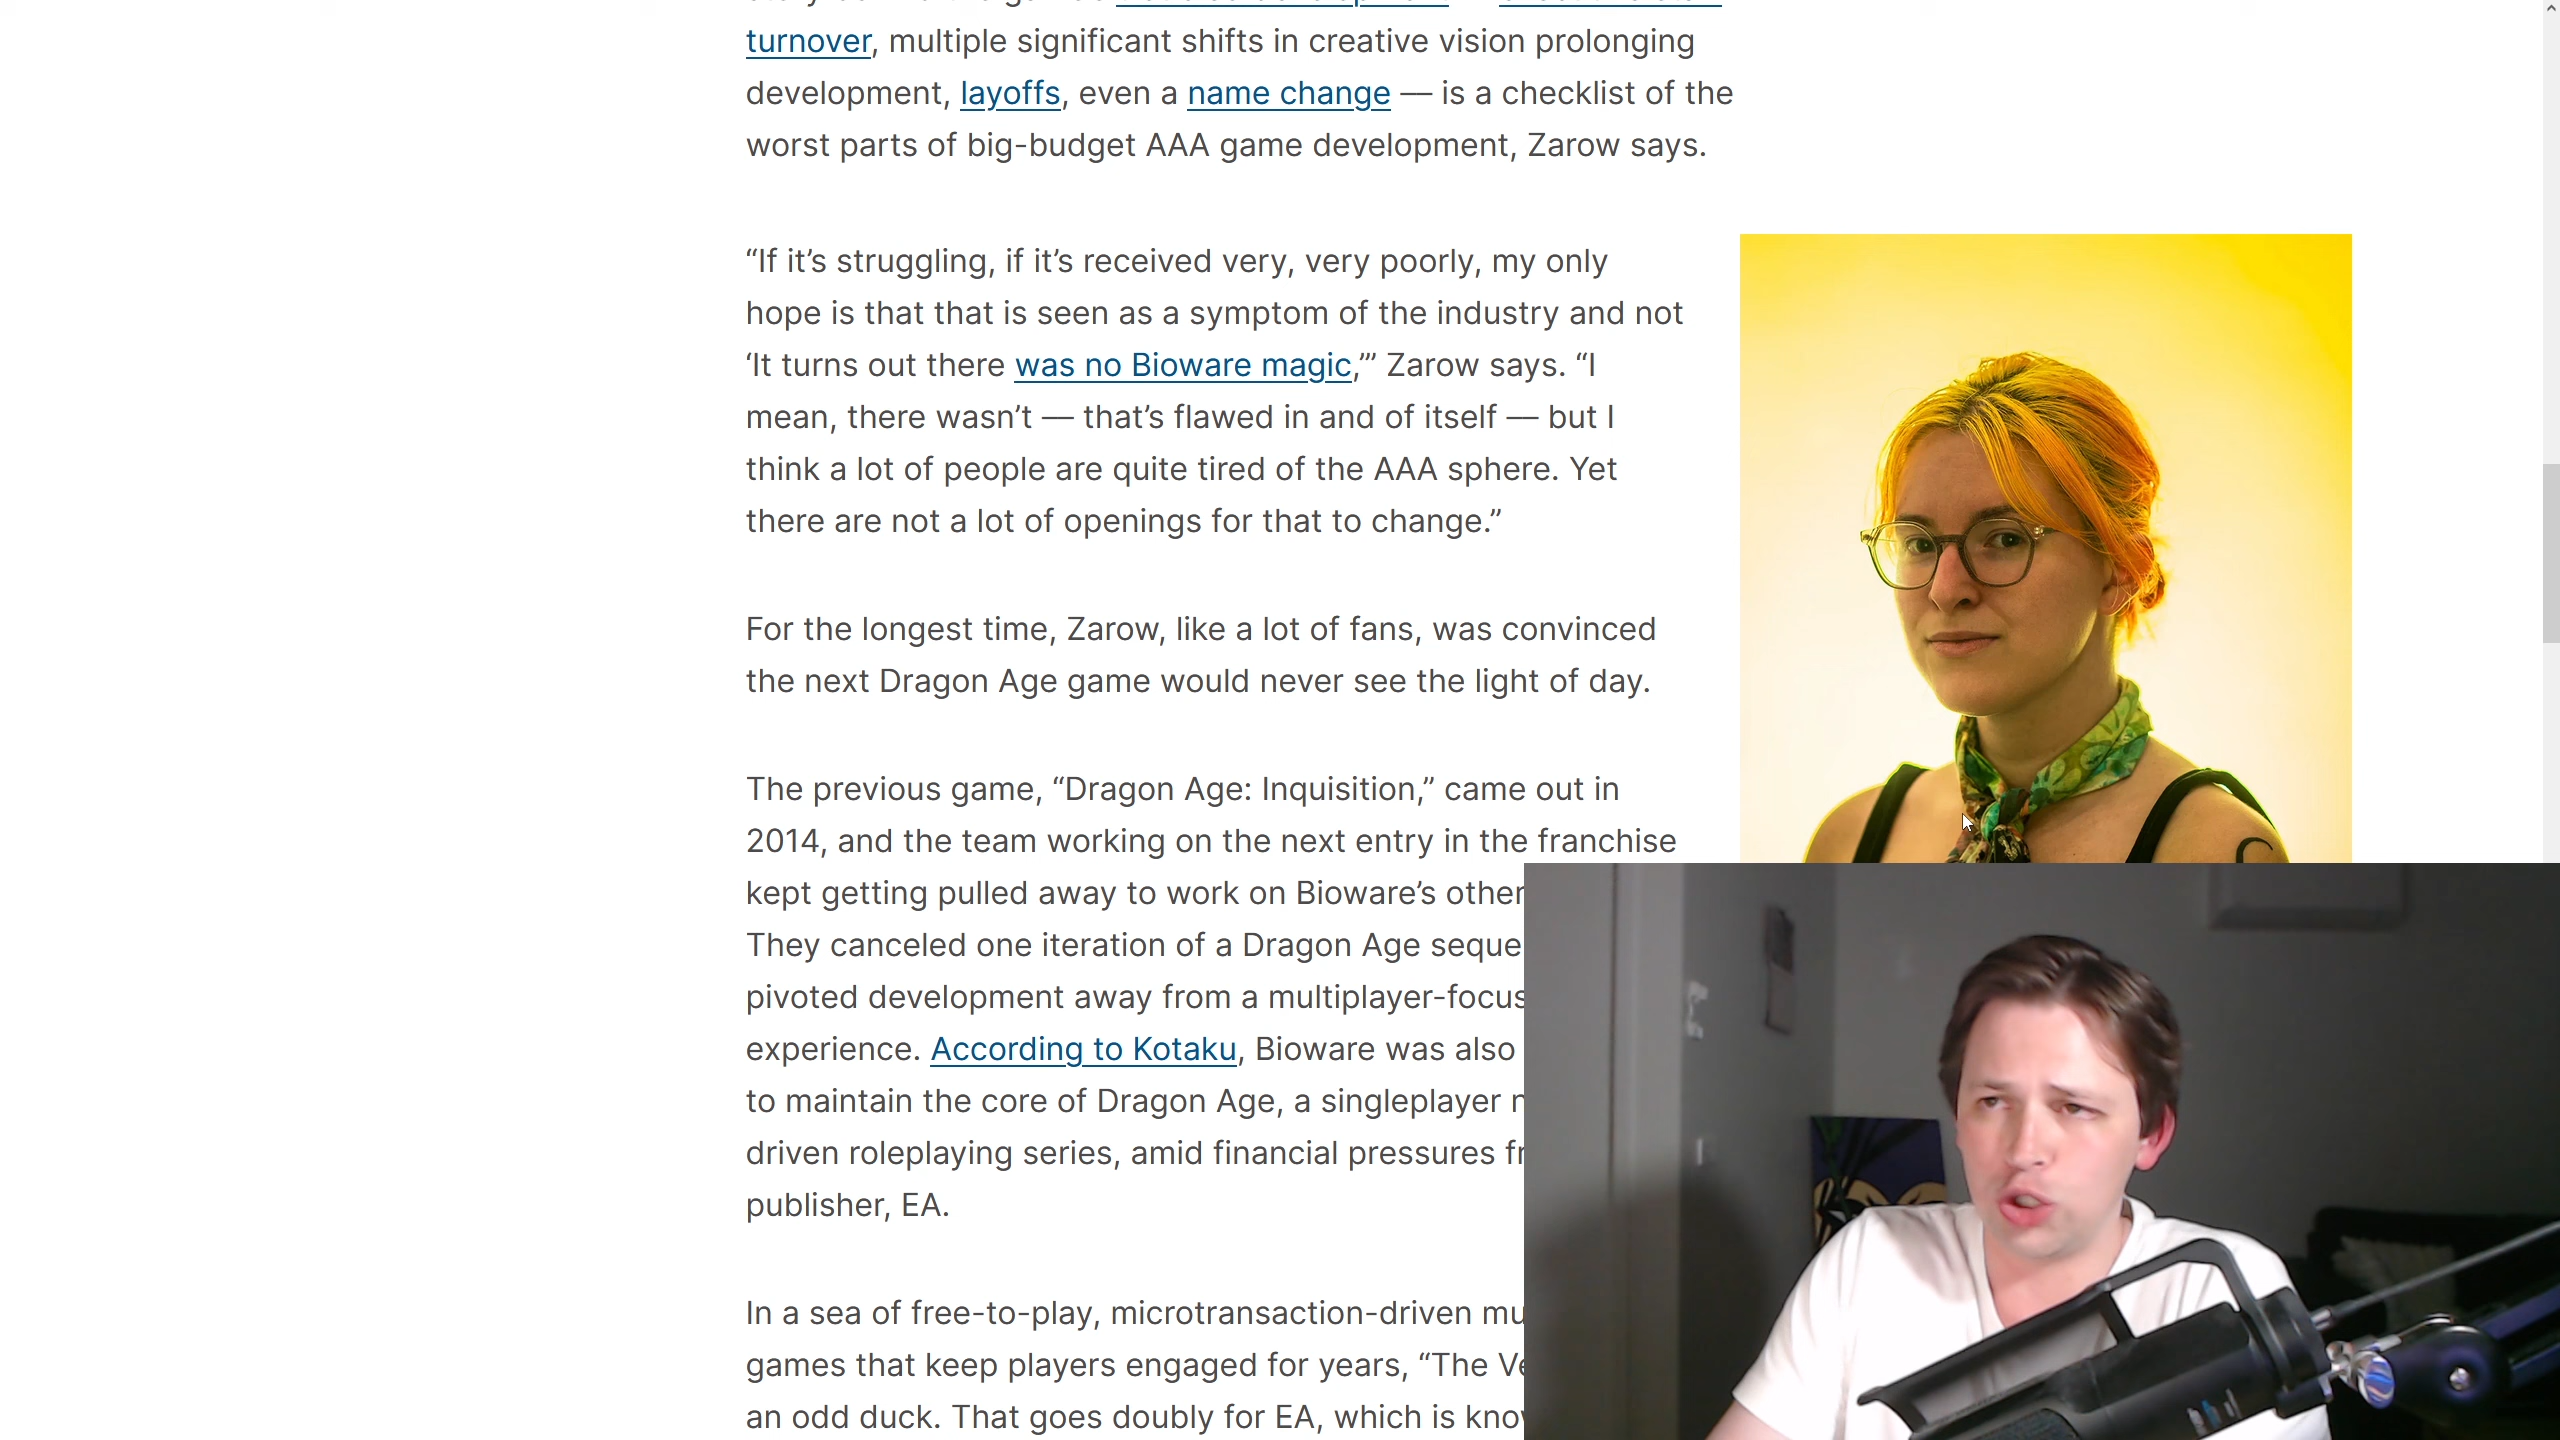 turnover, multiple significant shifts in creative vision prolonging
development, layoffs, even a name change — is a checklist of the
worst parts of big-budget AAA game development, Zarow says.
“If it’s struggling, if it’s received very, very poorly, my only
hope is that that is seen as a symptom of the industry and not
‘It turns out there was no Bioware magic,’” Zarow says. “I
mean, there wasn’t — that’s flawed in and of itself — but I
think a lot of people are quite tired of the AAA sphere. Yet
there are not a lot of openings for that to change.”
For the longest time, Zarow, like a lot of fans, was convinced
the next Dragon Age game would never see the light of day.
The previous game, “Dragon Age: Inquisition,” came out in
2014, and the team working on the next entry in the franchise
kept getting pulled away to work on Bioware’s other
They canceled one iteration of a Dragon Age seque
pivoted development away from a multiplayer-focus
experience. According to Kotaku, Bioware was also
to maintain the core of Dragon Age, a singleplayer n
driven roleplaying series, amid financial pressures fr
publisher, EA.
In a sea of free-to-play, microtransaction-driven mu
games that keep players engaged for years, “The Ve
an odd duck. That goes doubly for EA, which is kno